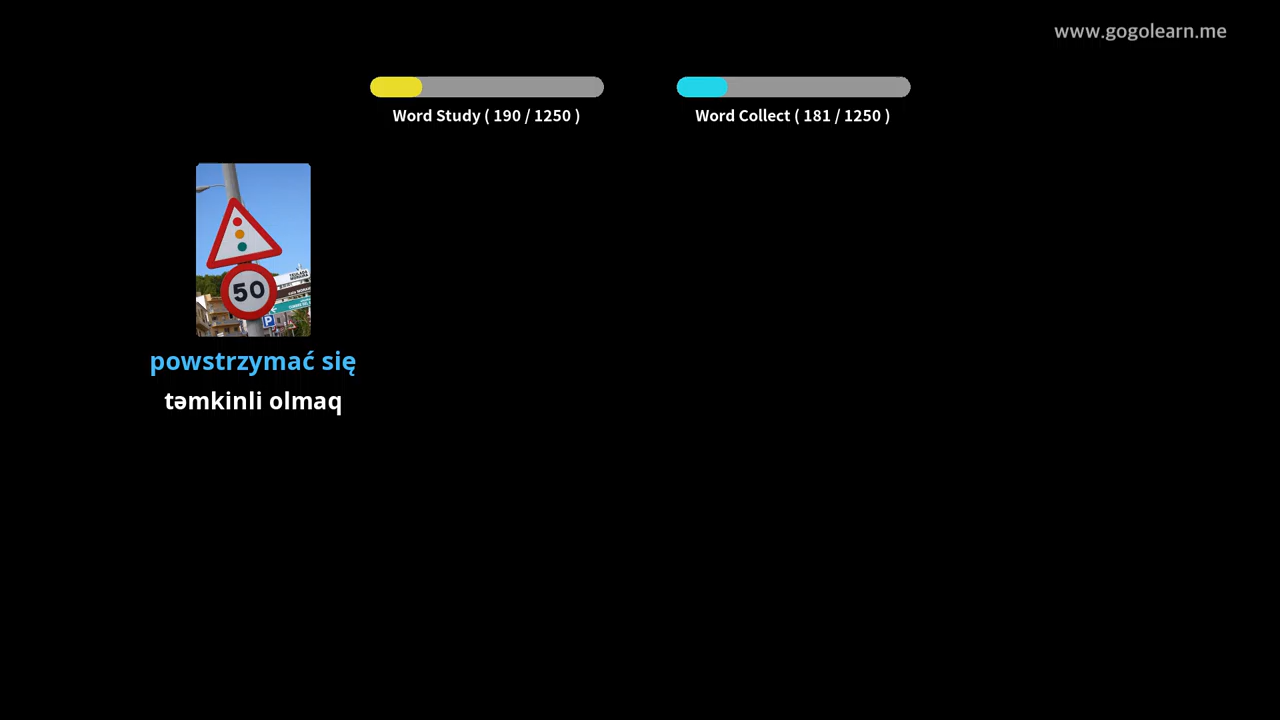 www.gogolearn.me
Word Study ( 190 / 1250 )
Word Collect ( 181 / 1250 )
50
P
powstrzymać się
təmkinli olmaq